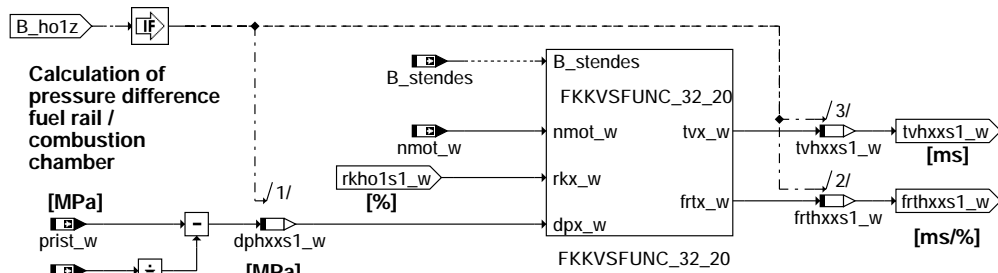 B_ho1z
IF
Calculation of
pressure difference
fuel rail /
combustion
chamber
B_stendes
B_stendes
FKKVSFUNC_32_20
nmot_w
nmot_w
tvx_w
3/
tvhxxs1_w
tvhxxs1_w
[ms]
rkho1s1_w
[%]
rkx_w
frtx_w
2/
frthxxs1_w
frthxxs1_w
[ms/%]
1/
[MPa]
prist_w
-
dphxxs1_w
[MPa]
dpx_w
FKKVSFUNC_32_20